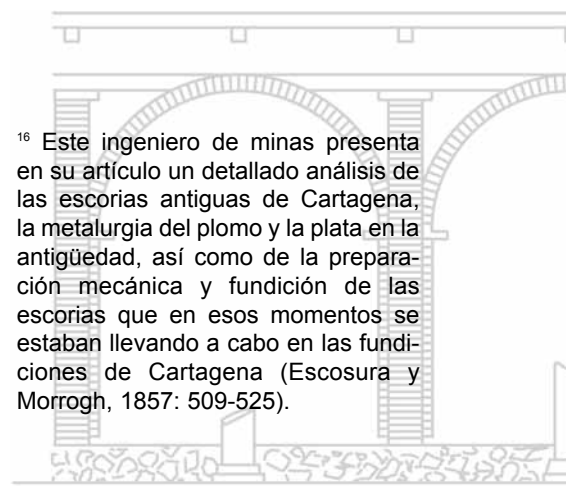 16 Este ingeniero de minas presenta
en su artículo un detallado análisis de
las escorias antiguas de Cartagena,
la metalurgia del plomo y la plata en la
antigüedad, así como de la prepara-
ción mecánica y fundición de las
escorias que en esos momentos se
estaban llevando a cabo en las fundi-
ciones de Cartagena (Escosura y
Morrogh, 1857: 509-525).